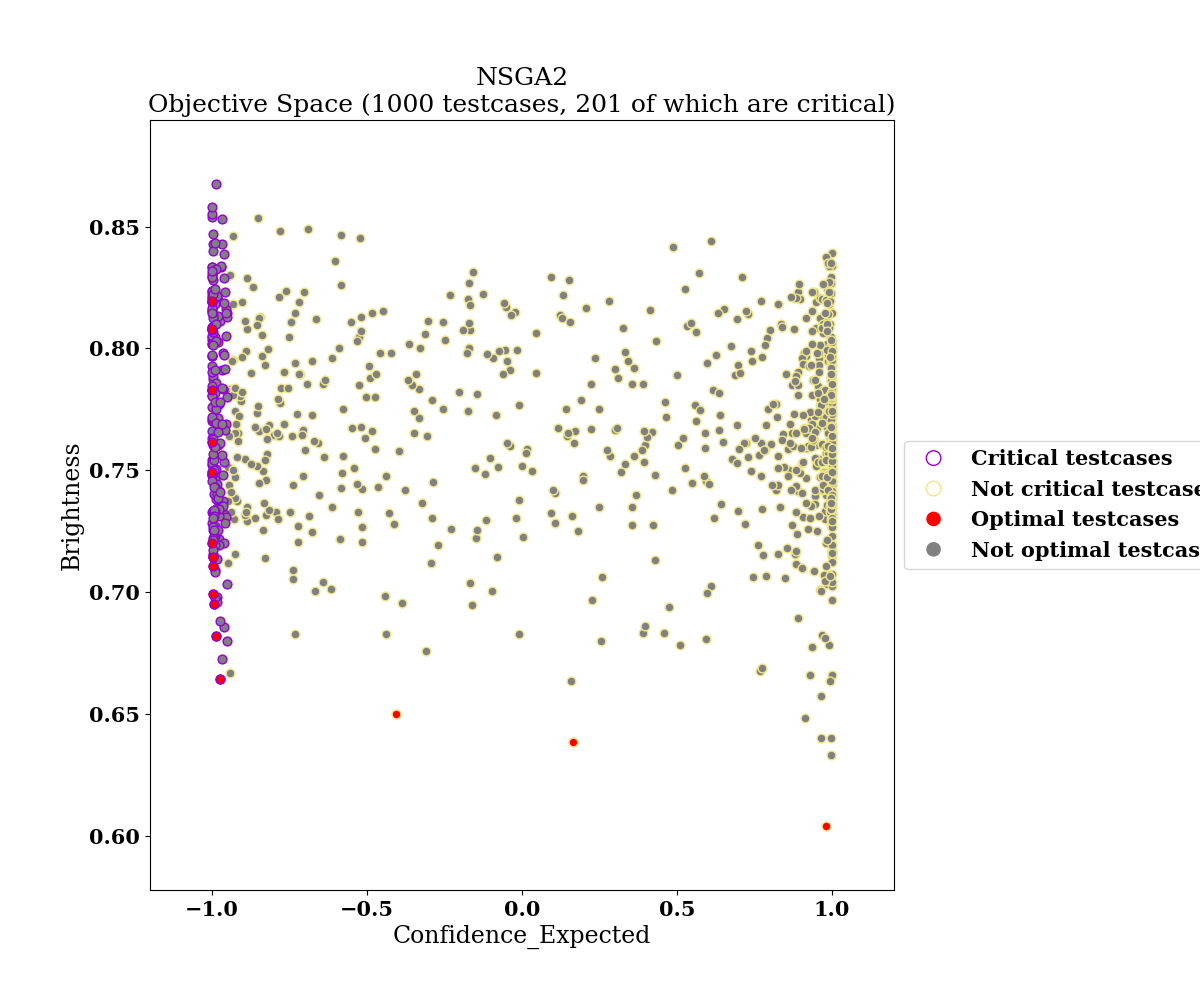 NSGA2
Objective Space (1000 testcases, 201 of which are critical)
0.85
0.80
0.75
0.70
0.65
0.60
Brightness
−1.0
−0.5
0.0
0.5
1.0
Confidence_Expected
Critical testcases
Not critical testcase
Optimal testcases
Not optimal testcas